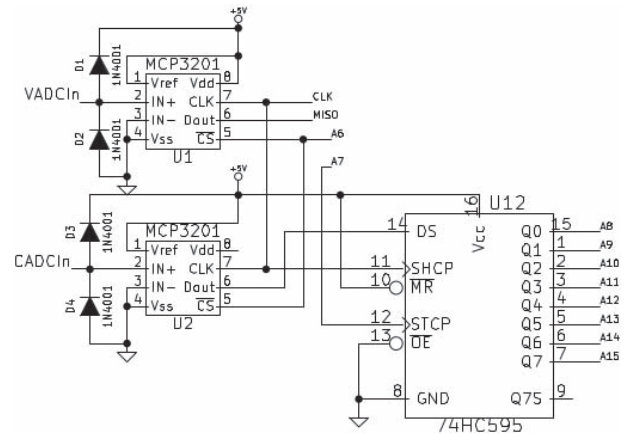 +5V
D1
1N4001
MCP3201
1 Vref Vdd 8
VADCIn
2 IN+ CLK 7
CLK
3 IN- Dout 6
MISO
4 Vss CS 5
A6
D2
1N4001
U1
A7
+5V
D3
1N4001
MCP3201
1 Vref Vdd 8
CADCIn
2 IN+ CLK 7
3 IN- Dout 6
4 Vss CS 5
D4
1N4001
U2
16 U12
Vcc
14 DS Q0 15 A8
Q1 1 A9
11 SHCP Q2 2 A10
10 MR Q3 3 A11
Q4 4 A12
12 STCP Q5 5 A13
13 OE Q6 6 A14
Q7 7 A15
8 GND Q7S 9
74HC595